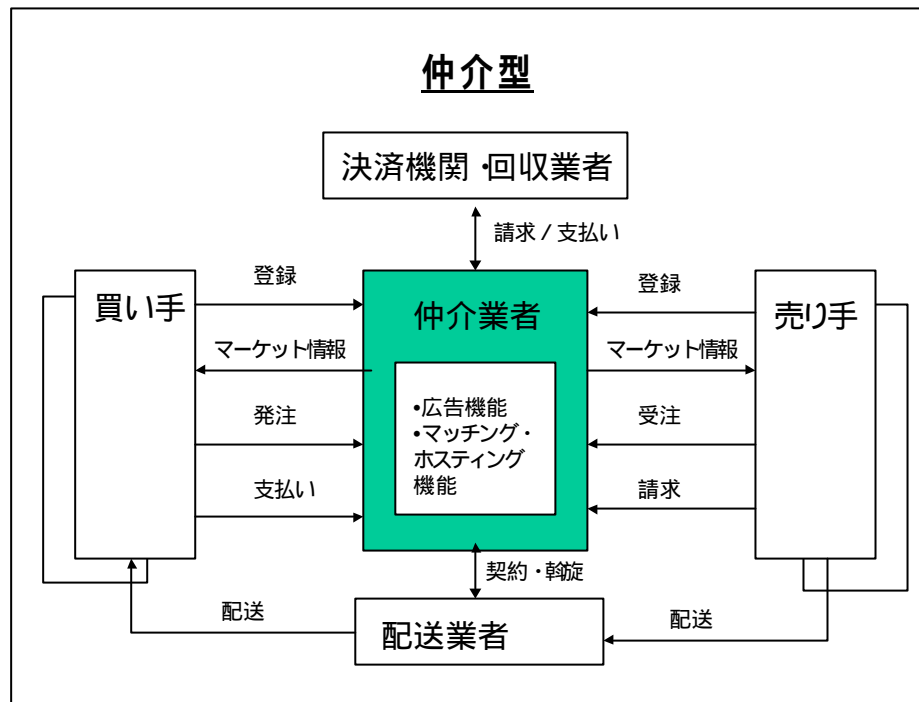 仲介型
決済機関・回収業者
請求 / 支払い
買い手
登録
仲介業者
登録
売り手
マーケット情報
マーケット情報
•広告機能
•マッチング・
ホスティング
機能
発注
受注
支払い
請求
契約・斡旋
配送
配送業者
配送